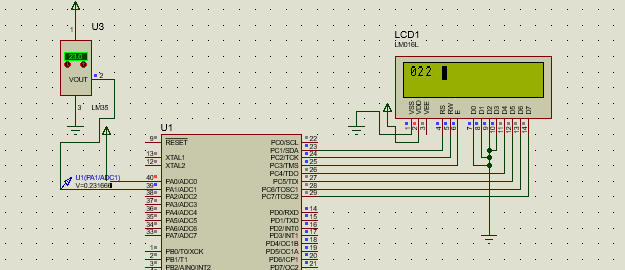 U3
1
23.0
VOUT
2
3
LM35
LCD1
LM016L
022
VSS
VDD
VEE
RS
RW
E
D0
D1
D2
D3
D4
D5
D6
D7
1
2
3
4
5
6
7
8
9
10
11
12
13
14
U1
9
RESET
13
XTAL1
12
XTAL2
U1(PA1/ADC1)
V=0.231666
40
PA0/ADC0
39
PA1/ADC1
38
PA2/ADC2
37
PA3/ADC3
36
PA4/ADC4
35
PA5/ADC5
34
PA6/ADC6
33
PA7/ADC7
1
PB0/T0/XCK
2
PB1/T1
3
PB2/AIN0/INT2
PC0/SCL
22
PC1/SDA
23
PC2/TCK
24
PC3/TMS
25
PC4/TDO
26
PC5/TDI
27
PC6/TOSC1
28
PC7/TOSC2
29
PD0/RXD
14
PD1/TXD
15
PD2/INT0
16
PD3/INT1
17
PD4/OC1B
18
PD5/OC1A
19
PD6/ICP1
20
PD7/OC2
21